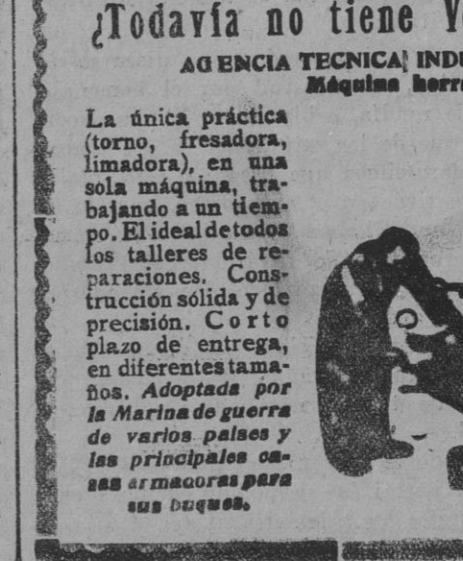 ¿Todavía no tiene V
AGENCIA TECNICA INDU
Máquina herra
La única práctica
(torno, fresadora,
limadora), en una
sola máquina, tra-
bajando a un tiem-
po. El ideal de todos
los talleres de re-
paraciones. Cons-
trucción sólida y de
precisión. Corto
plazo de entrega,
en diferentes tama-
ños. Adoptada por
la Marina de guerra
de varios países y
las principales ca-
sas armadoras para
sus buques.